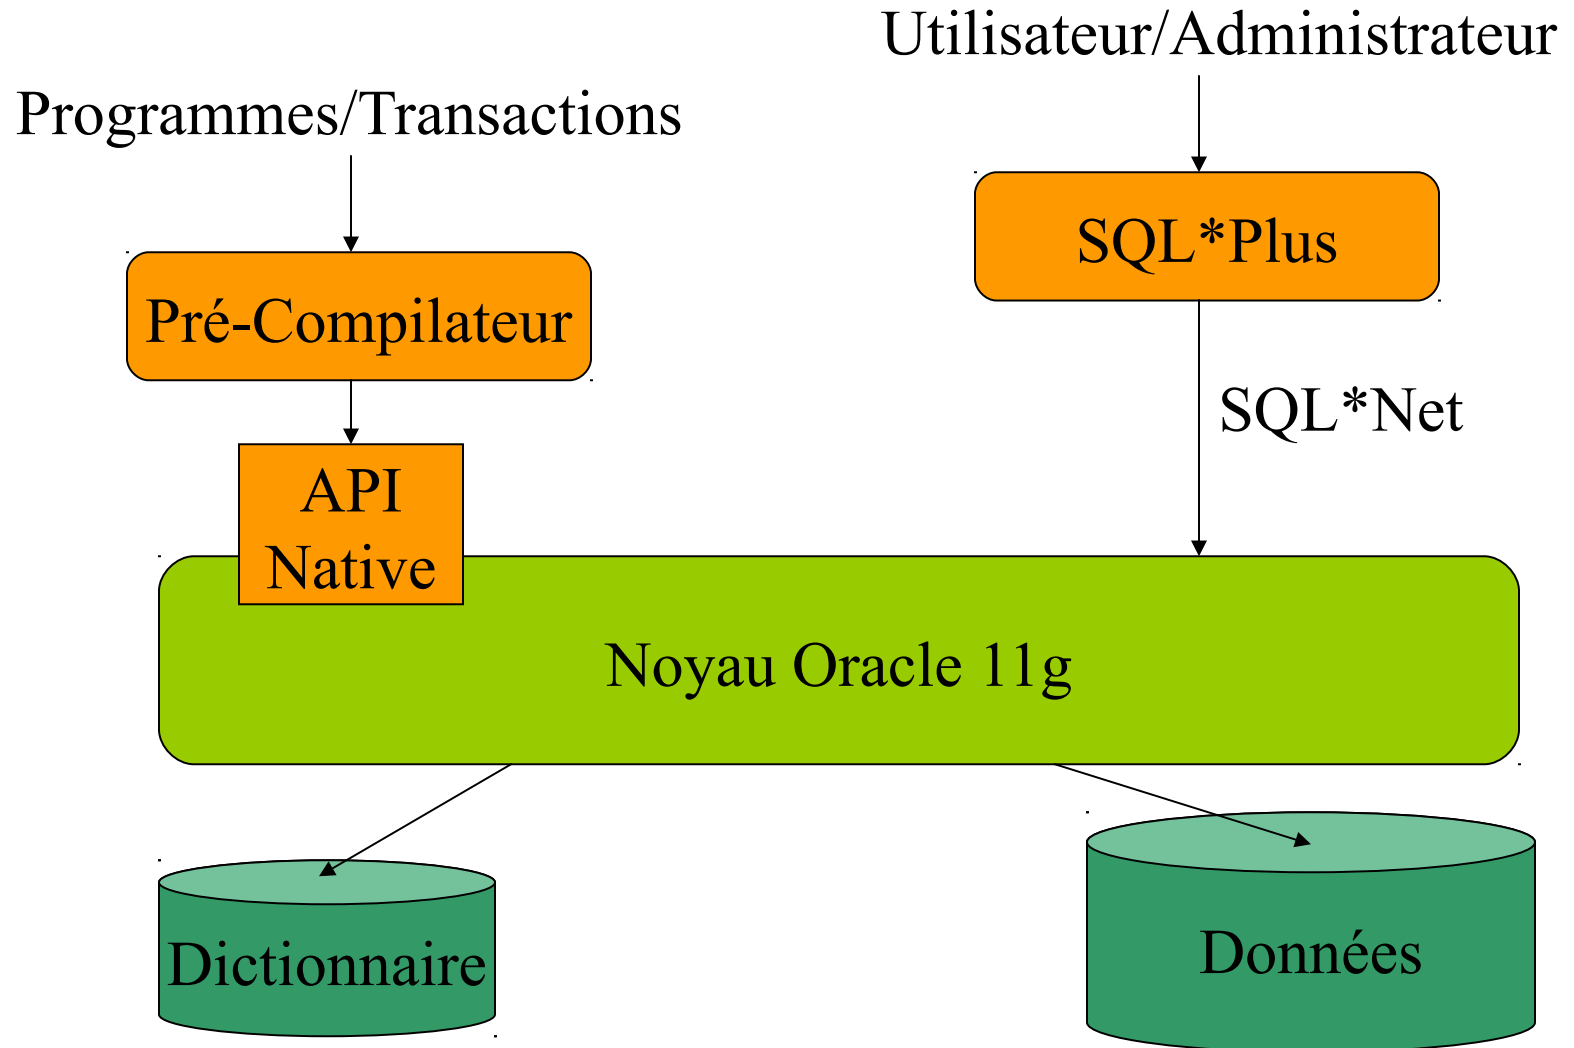 Utilisateur/Administrateur
Programmes/Transactions
SQL*Plus
Pré-Compilateur
SQL*Net
API
Native
Noyau Oracle 11g
Dictionnaire
Données